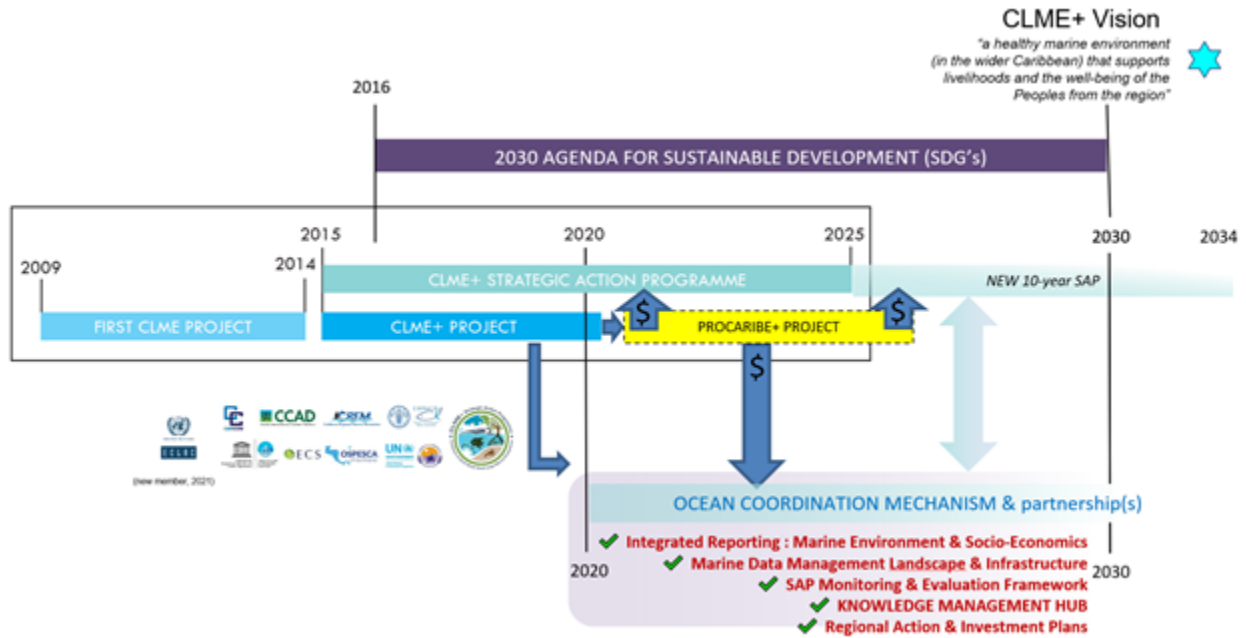 CLME+ Vision
"a healthy marine environment
(in the wider Caribbean) that supports
livelihoods and the well-being of the
Peoples from the region"
2016
2030 AGENDA FOR SUSTAINABLE DEVELOPMENT (SDG's)
2009
2014
2015
2020
2025
2030
2034
CLME+ STRATEGIC ACTION PROGRAMME
NEW 10-year SAP
FIRST CLME PROJECT
CLME+ PROJECT
$
PROCARIBE+ PROJECT
$
$
CCAD
CRFM
ECLAC
OECS
OSPESCA
UN
(new member, 2021)
OCEAN COORDINATION MECHANISM & partnership(s)
Integrated Reporting : Marine Environment & Socio-Economics
Marine Data Management Landscape & Infrastructure
2020
2030
SAP Monitoring & Evaluation Framework
KNOWLEDGE MANAGEMENT HUB
Regional Action & Investment Plans